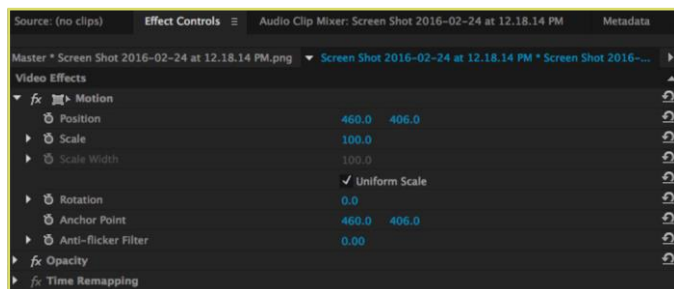 Source: (no clips) Effect Controls Audio Clip Mixer: Screen Shot 2016-02-24 at 12.18.14 PM Metadata
Master * Screen Shot 2016-02-24 at 12.18.14 PM.png Screen Shot 2016-02-24 at 12.18.14 PM * Screen Shot 2016-...
Video Effects
fx Motion
Position 460.0 406.0
Scale 100.0
Scale Width 100.0
✓ Uniform Scale
Rotation 0.0
Anchor Point 460.0 406.0
Anti-flicker Filter 0.00
fx Opacity
fx Time Remapping